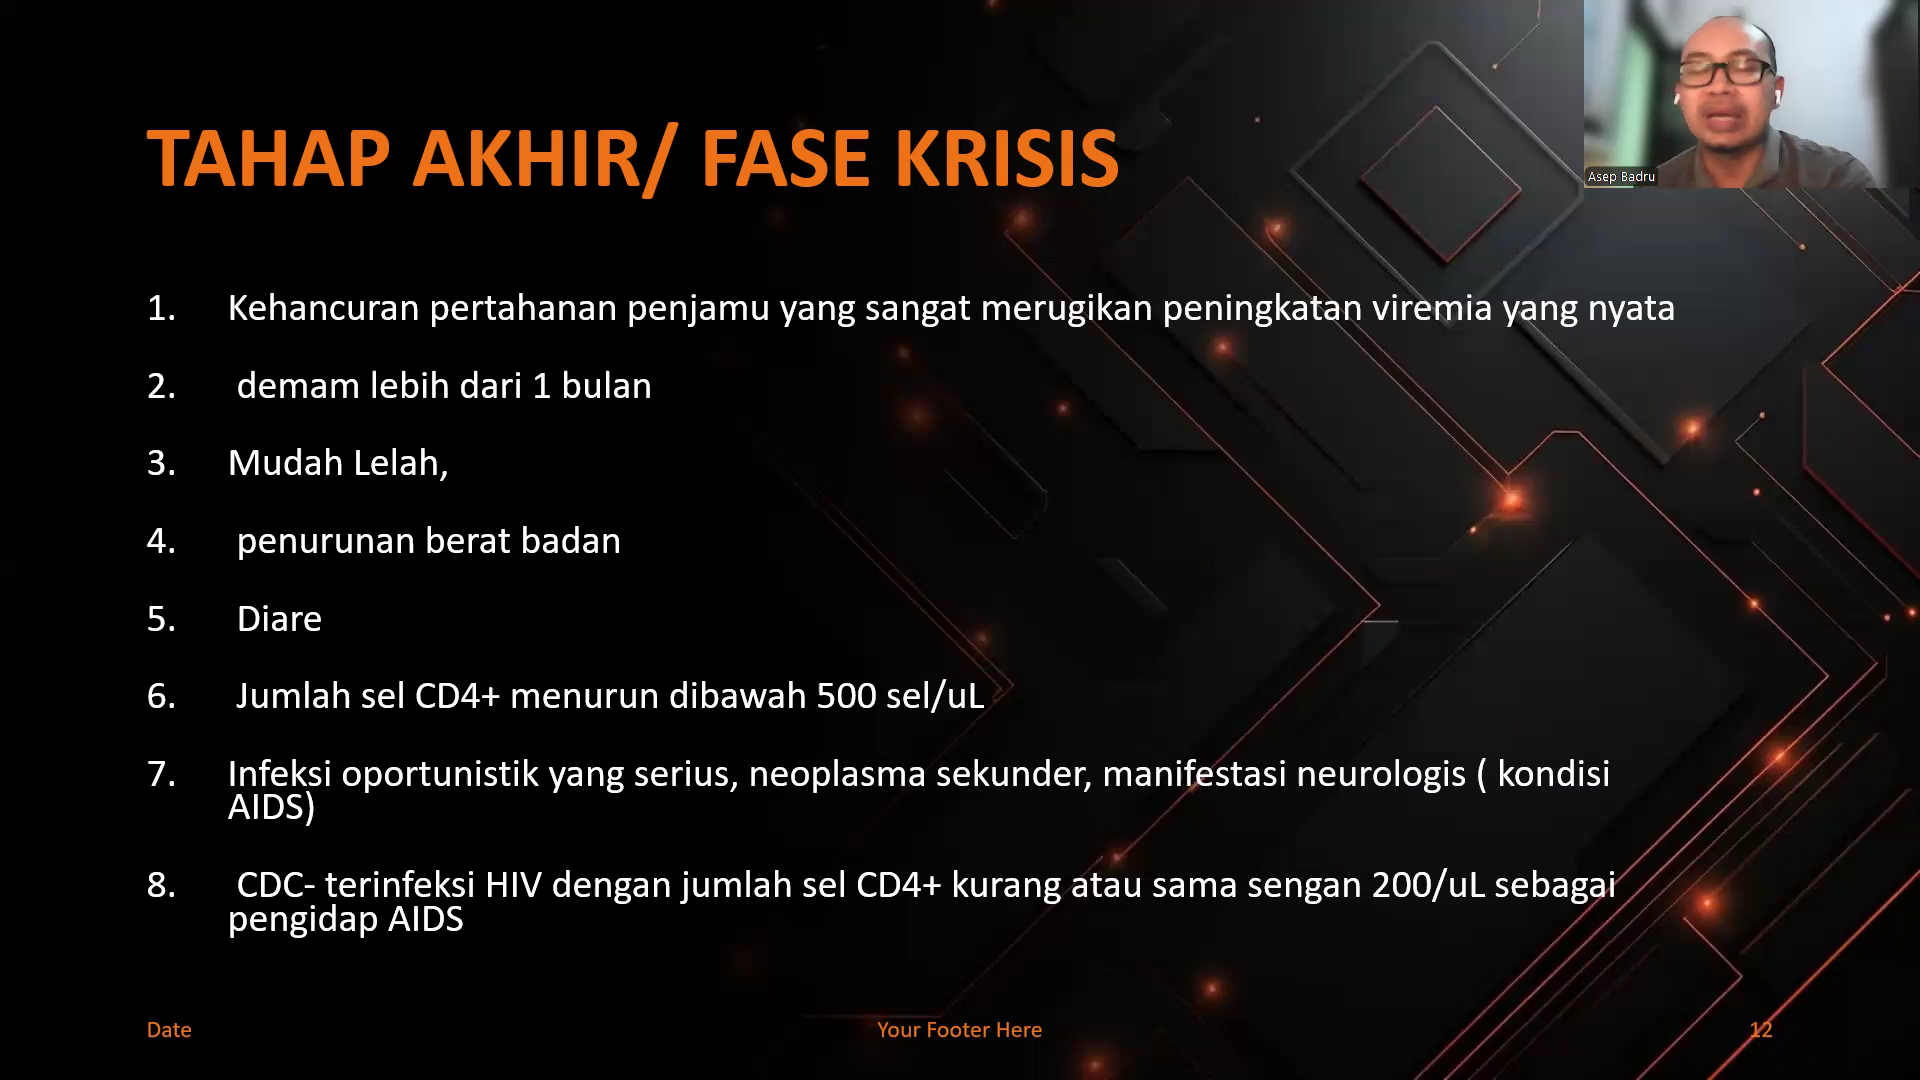 Asep Badru
TAHAP AKHIR/ FASE KRISIS
1. Kehancuran pertahanan penjamu yang sangat merugikan peningkatan viremia yang nyata
2. demam lebih dari 1 bulan
3. Mudah Lelah,
4. penurunan berat badan
5. Diare
6. Jumlah sel CD4+ menurun dibawah 500 sel/uL
7. Infeksi oportunistik yang serius, neoplasma sekunder, manifestasi neurologis ( kondisi
AIDS)
8. CDC- terinfeksi HIV dengan jumlah sel CD4+ kurang atau sama sengan 200/uL sebagai
pengidap AIDS
Date
Your Footer Here
12